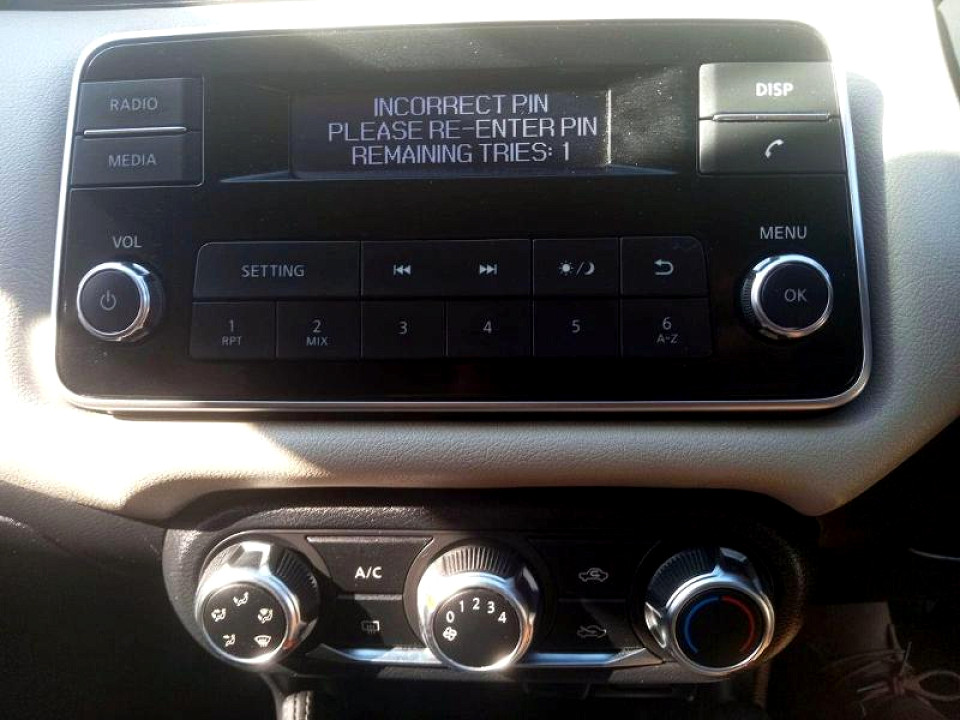 RADIO
MEDIA
INCORRECT PIN
PLEASE RE-ENTER PIN
REMAINING TRIES: 1
DISP
VOL
MENU
SETTING
OK
1 2 3 4 5 6
RPT MIX A-Z
A/C
0 1 2 3 4